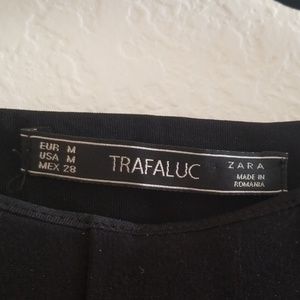 EUR M
USA M
MEX 28
TRAFALUC
ZARA
MADE IN
ROMANIA